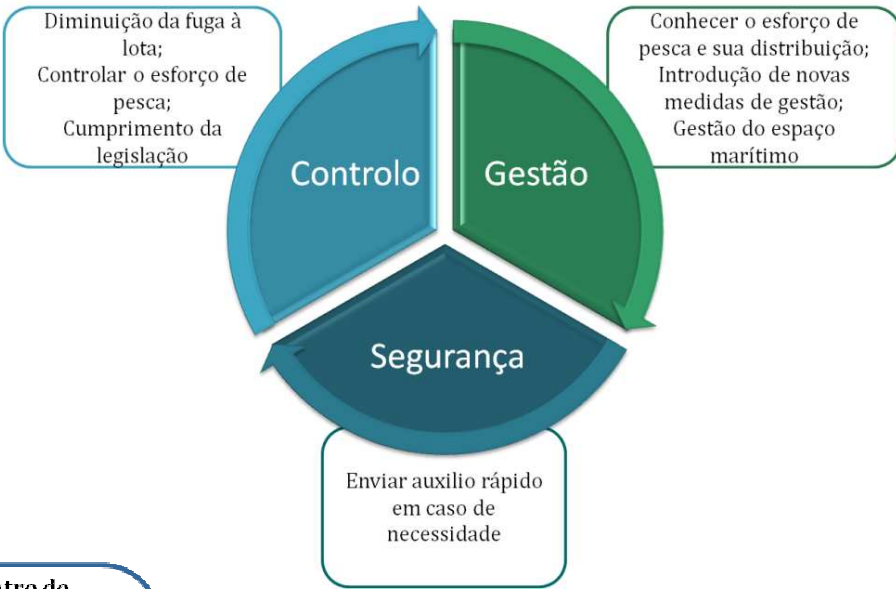 Diminuição da fuga à
lota;
Controlar o esforço de
pesca;
Cumprimento da
legislação
Conhecer o esforço de
pesca e sua distribuição;
Introdução de novas
medidas de gestão;
Gestão do espaço
marítimo
Controlo
Gestão
Segurança
Enviar auxilio rápido
em caso de
necessidade
de